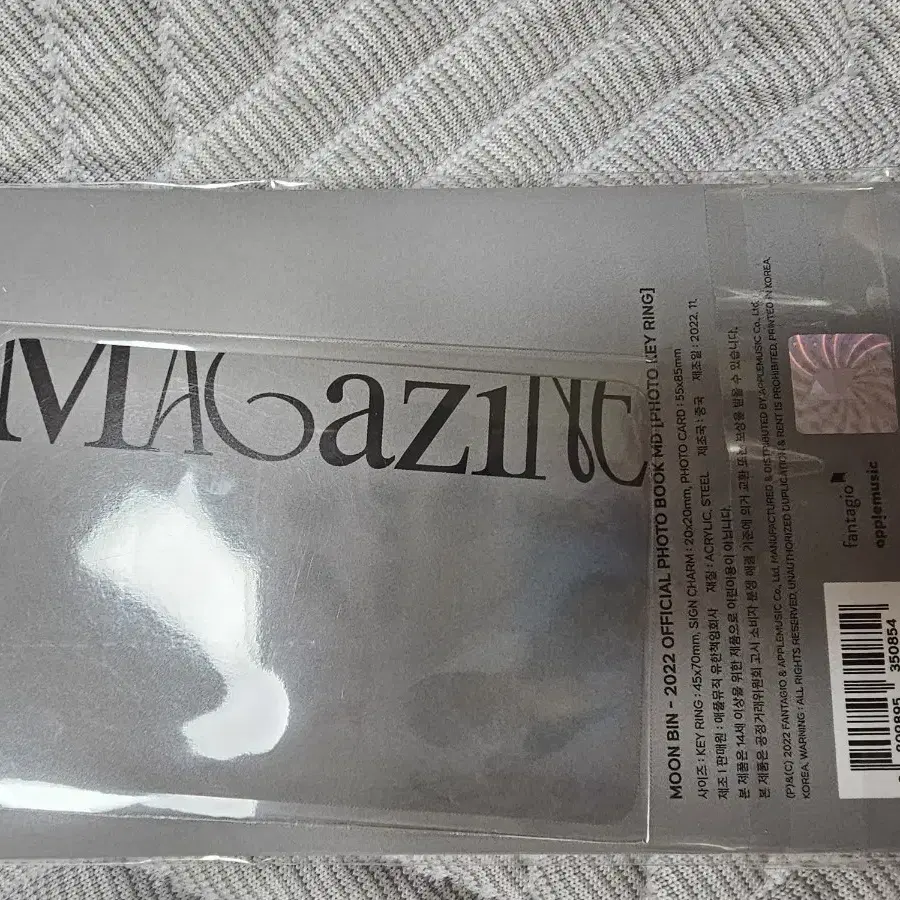 MAGazINE
MOON BIN - 2022 OFFICIAL PHOTO BOOK MD [PHOTO KEY RING]
사이즈 : KEY RING : 45x70mm, SIGN CHARM : 20x20mm, PHOTO CARD : 55x85mm
제조 | 판매원 : 애플뮤직 유한책임회사 재질 : ACRYLIC, STEEL 제조국 : 중국 제조일 : 2022. 11.
본 제품은 14세 이상을 위한 제품으로 어린이용이 아닙니다.
본 제품은 공정거래위원회 고시 소비자 분쟁 해결 기준에 의거 교환 또는 보상을 받을 수 있습니다.
(P)&(C) 2022 FANTAGIO & APPLEMUSIC Co., Ltd. MANUFACTURED & DISTRIBUTED BY APPLEMUSIC Co., Ltd.
KOREA. WARNING : ALL RIGHTS RESERVED. UNAUTHORIZED DUPLICATION & RENT IS PROHIBITED. PRINTED IN KOREA.
fantagio
app!emusic
350854